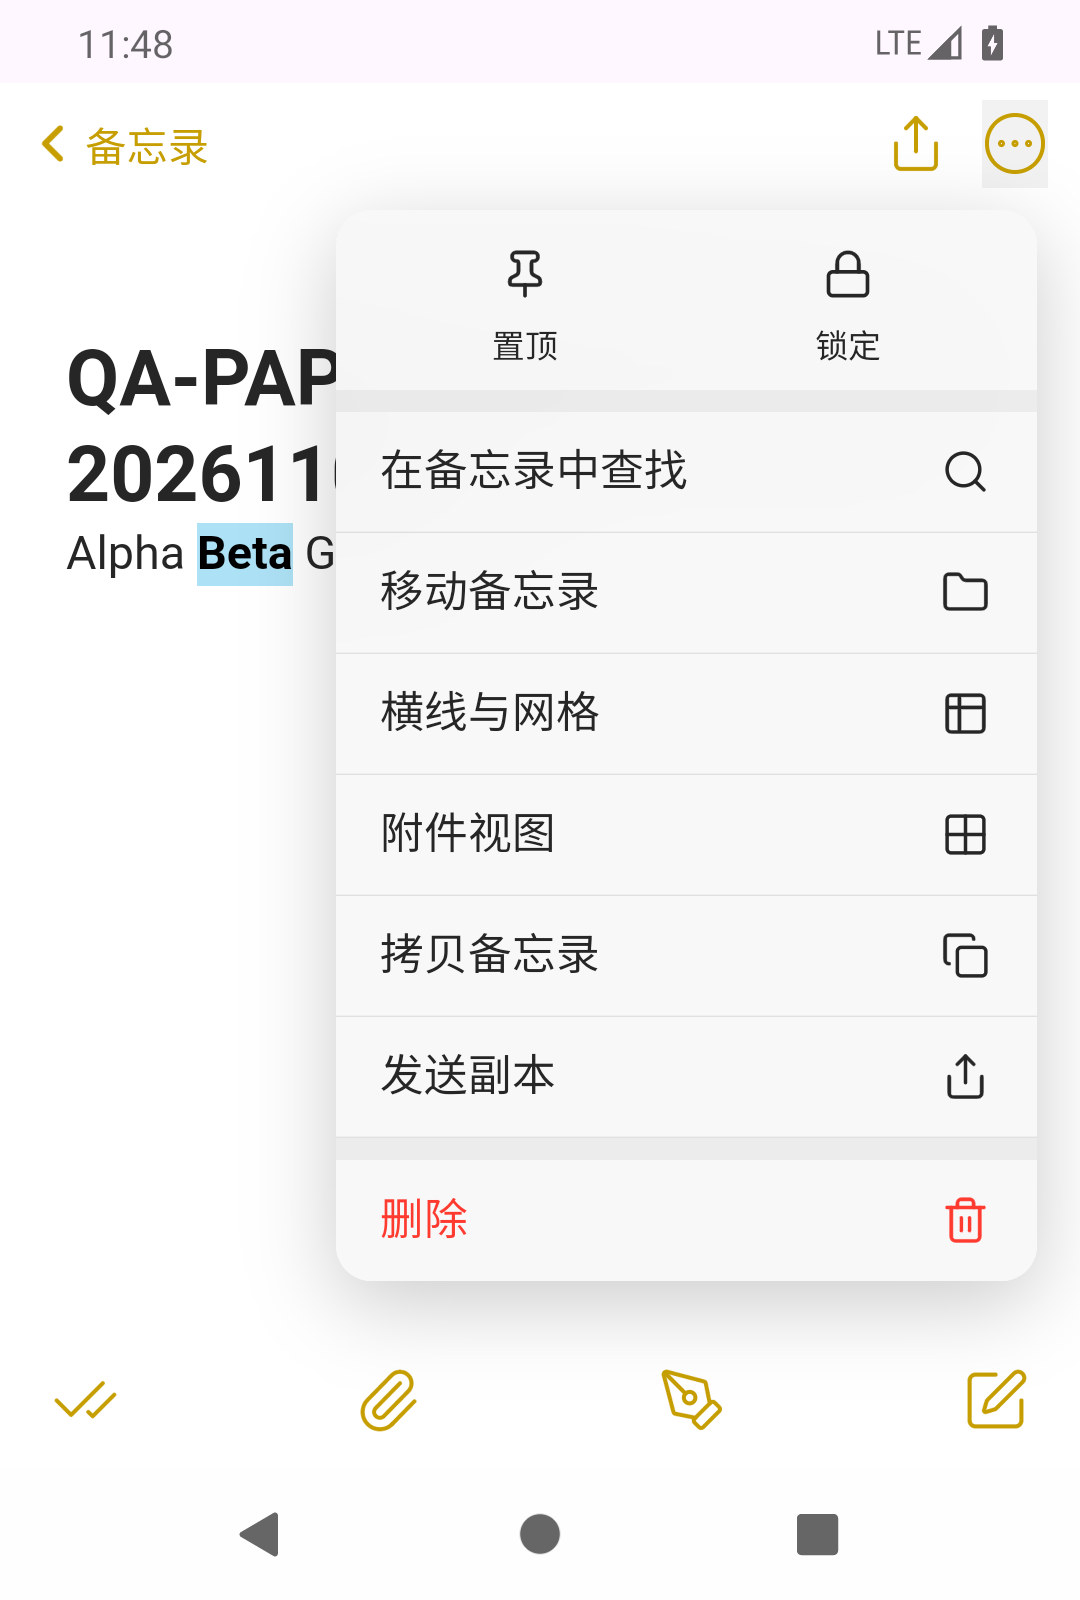 11:48 LTE
备忘录
置顶 锁定
QA-PAP
202611
Alpha Beta G
在备忘录中查找
移动备忘录
横线与网格
附件视图
拷贝备忘录
发送副本
删除